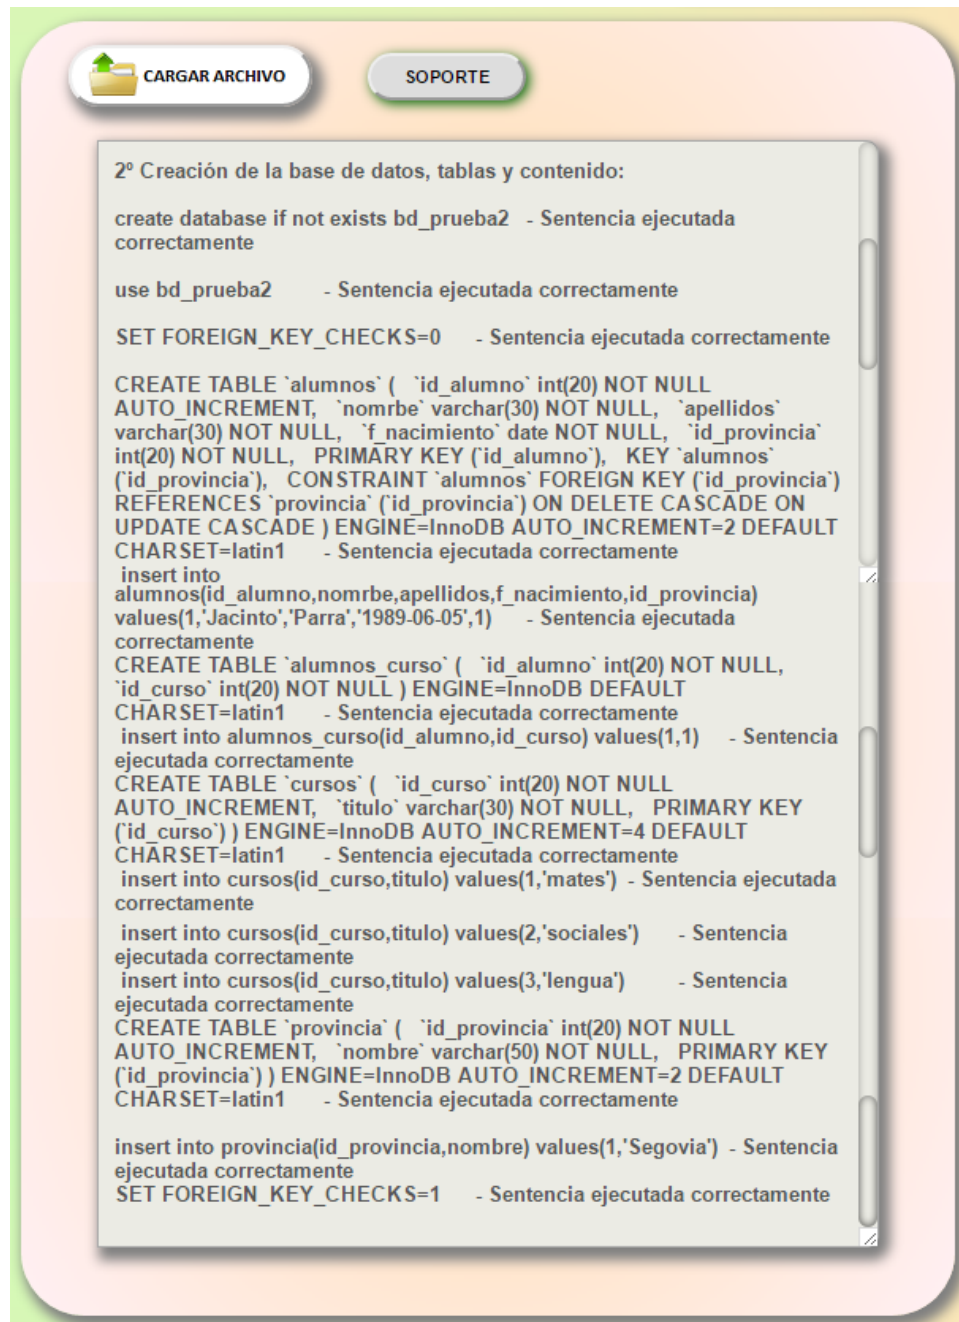 CARGAR ARCHIVO
SOPORTE
2º Creación de la base de datos, tablas y contenido:
create database if not exists bd_prueba2 - Sentencia ejecutada
correctamente
use bd_prueba2 - Sentencia ejecutada correctamente
SET FOREIGN_KEY_CHECKS=0 - Sentencia ejecutada correctamente
CREATE TABLE `alumnos` ( `id_alumno` int(20) NOT NULL
AUTO_INCREMENT, `nomrbe` varchar(30) NOT NULL, `apellidos`
varchar(30) NOT NULL, `f_nacimiento` date NOT NULL, `id_provincia`
int(20) NOT NULL, PRIMARY KEY (`id_alumno`), KEY `alumnos`
(`id_provincia`), CONSTRAINT `alumnos` FOREIGN KEY (`id_provincia`)
REFERENCES `provincia` (`id_provincia`) ON DELETE CASCADE ON
UPDATE CASCADE ) ENGINE=InnoDB AUTO_INCREMENT=2 DEFAULT
CHARSET=latin1 - Sentencia ejecutada correctamente
insert into
alumnos(id_alumno,nomrbe,apellidos,f_nacimiento,id_provincia)
values(1,'Jacinto','Parra','1989-06-05',1) - Sentencia ejecutada
correctamente
CREATE TABLE `alumnos_curso` ( `id_alumno` int(20) NOT NULL,
`id_curso` int(20) NOT NULL ) ENGINE=InnoDB DEFAULT
CHARSET=latin1 - Sentencia ejecutada correctamente
insert into alumnos_curso(id_alumno,id_curso) values(1,1) - Sentencia
ejecutada correctamente
CREATE TABLE `cursos` ( `id_curso` int(20) NOT NULL
AUTO_INCREMENT, `titulo` varchar(30) NOT NULL, PRIMARY KEY
(`id_curso`) ) ENGINE=InnoDB AUTO_INCREMENT=4 DEFAULT
CHARSET=latin1 - Sentencia ejecutada correctamente
insert into cursos(id_curso,titulo) values(1,'mates') - Sentencia ejecutada
correctamente
insert into cursos(id_curso,titulo) values(2,'sociales') - Sentencia
ejecutada correctamente
insert into cursos(id_curso,titulo) values(3,'lengua') - Sentencia
ejecutada correctamente
CREATE TABLE `provincia` ( `id_provincia` int(20) NOT NULL
AUTO_INCREMENT, `nombre` varchar(50) NOT NULL, PRIMARY KEY
(`id_provincia`) ) ENGINE=InnoDB AUTO_INCREMENT=2 DEFAULT
CHARSET=latin1 - Sentencia ejecutada correctamente
insert into provincia(id_provincia,nombre) values(1,'Segovia') - Sentencia
ejecutada correctamente
SET FOREIGN_KEY_CHECKS=1 - Sentencia ejecutada correctamente